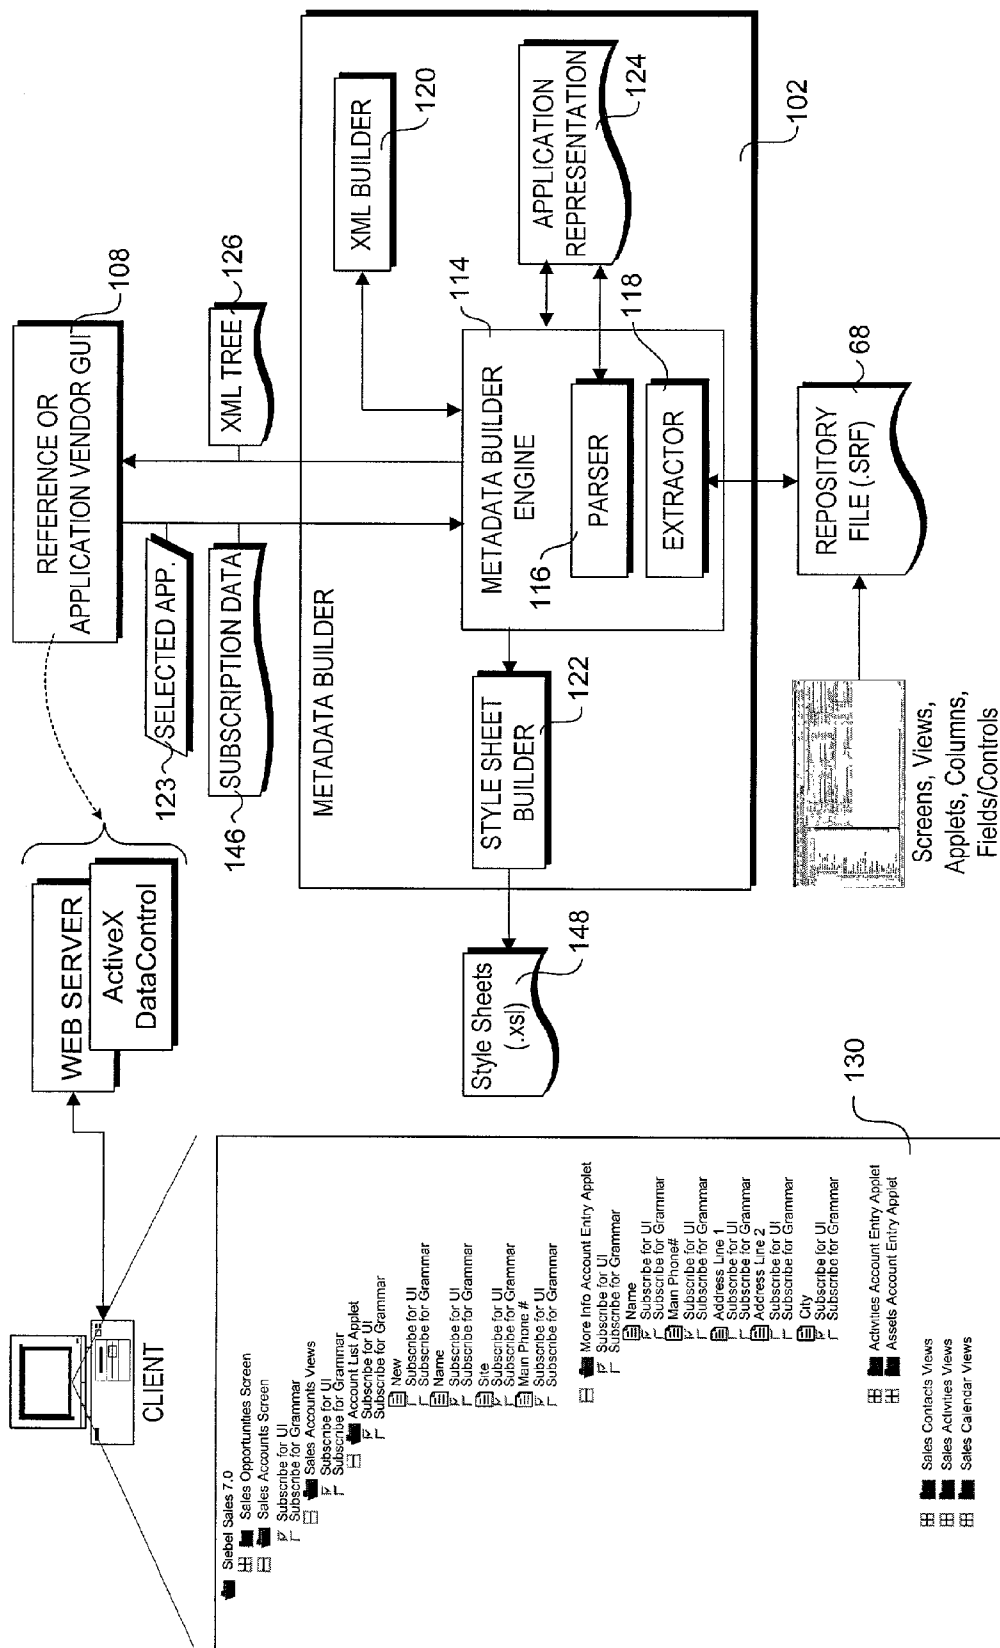 CLIENT
WEB SERVER
ActiveX
DataControl
REFERENCE OR
APPLICATION VENDOR GUI
108
123
SELECTED APP.
146
SUBSCRIPTION DATA
XML TREE
126
METADATA BUILDER
XML BUILDER
120
METADATA BUILDER
ENGINE
114
116
PARSER
EXTRACTOR
118
APPLICATION
REPRESENTATION
124
102
STYLE SHEET
BUILDER
122
Style Sheets
(.xsl)
148
REPOSITORY
FILE (.SRF)
68
Screens, Views,
Applets, Columns,
Fields/Controls
130
Siebel Sales 7.0
Sales Opportunities Screen
Sales Accounts Screen
Subscribe for UI
Subscribe for Grammar
Sales Accounts Views
Subscribe for UI
Subscribe for Grammar
Account List Applet
Subscribe for UI
Subscribe for Grammar
New
Subscribe for UI
Subscribe for Grammar
Name
Subscribe for UI
Subscribe for Grammar
Site
Subscribe for UI
Subscribe for Grammar
Main Phone #
Subscribe for UI
Subscribe for Grammar
More Info Account Entry Applet
Subscribe for UI
Subscribe for Grammar
Name
Subscribe for UI
Subscribe for Grammar
Main Phone#
Subscribe for UI
Subscribe for Grammar
Address Line 1
Subscribe for UI
Subscribe for Grammar
Address Line 2
Subscribe for UI
Subscribe for Grammar
City
Subscribe for UI
Subscribe for Grammar
Activities Account Entry Applet
Assets Account Entry Applet
Sales Contacts Views
Sales Activities Views
Sales Calendar Views